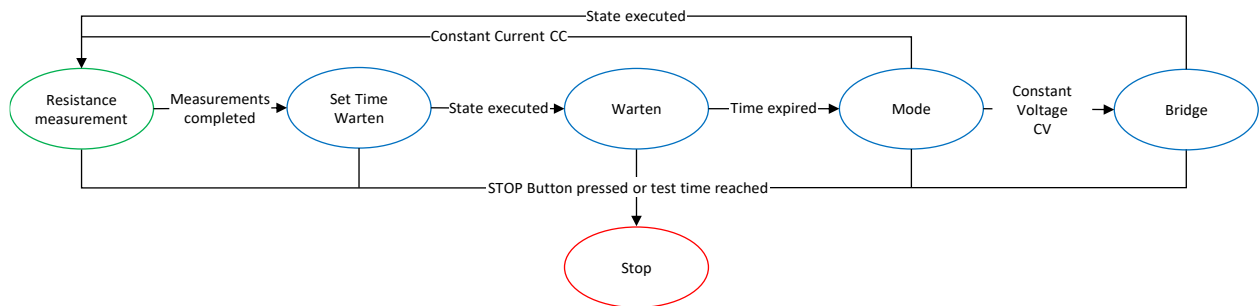 State executed
Constant Current CC
Resistance
measurement
Measurements
completed
Set Time
Warten
State executed
Warten
Time expired
Mode
Constant
Voltage
CV
Bridge
STOP Button pressed or test time reached
Stop